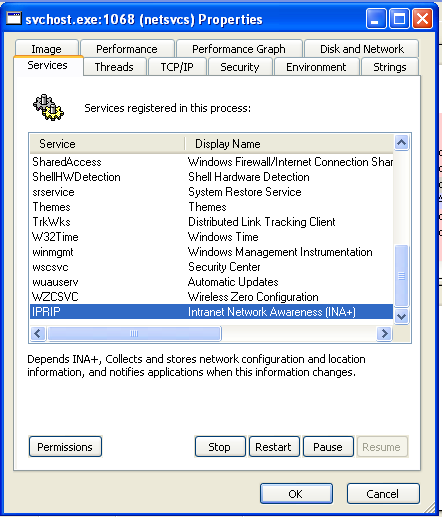 svchost.exe:1068 (netsvcs) Properties
Image Performance Performance Graph Disk and Network
Services Threads TCP/IP Security Environment Strings
Services registered in this process:
Service Display Name
SharedAccess Windows Firewall/Internet Connection Shar
ShellHWDetection Shell Hardware Detection
srservice System Restore Service
Themes Themes
TrkWks Distributed Link Tracking Client
W32Time Windows Time
winmgmt Windows Management Instrumentation
wscsvc Security Center
wuauserv Automatic Updates
WZCSVC Wireless Zero Configuration
IPRIP Intranet Network Awareness (INA+)
Depends INA+, Collects and stores network configuration and location
information, and notifies applications when this information changes.
Permissions Stop Restart Pause Resume
OK Cancel